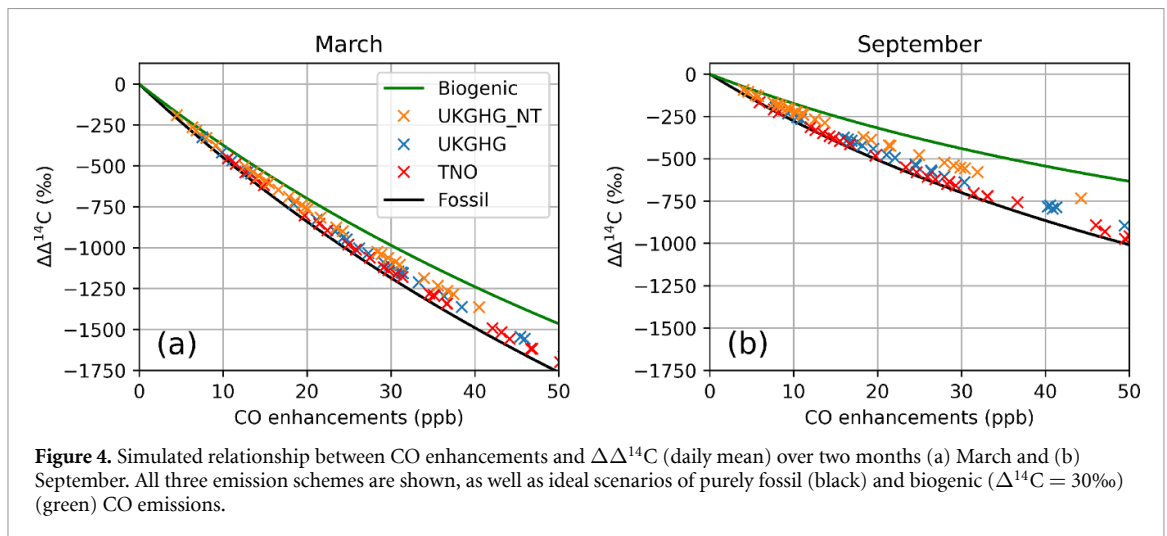 March
ΔΔ¹⁴C (‰)
0
−250
−500
−750
−1000
−1250
−1500
−1750
Biogenic
UKGHG_NT
UKGHG
TNO
Fossil
(a)
0 10 20 30 40 50
CO enhancements (ppb)
September
ΔΔ¹⁴C (‰)
0
−250
−500
−750
−1000
−1250
−1500
−1750
(b)
0 10 20 30 40 50
CO enhancements (ppb)
Figure 4. Simulated relationship between CO enhancements and ΔΔ¹⁴C (daily mean) over two months (a) March and (b)
September. All three emission schemes are shown, as well as ideal scenarios of purely fossil (black) and biogenic (Δ¹⁴C = 30‰)
(green) CO emissions.